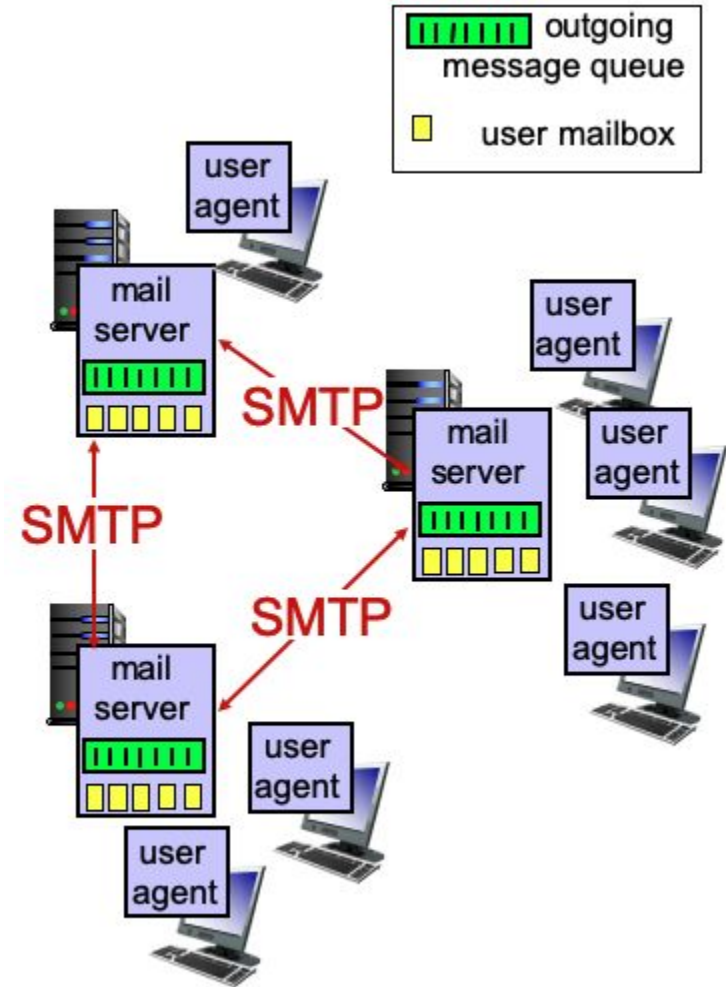 outgoing
message queue
user mailbox
user
agent
mail
server
user
agent
SMTP
user
agent
mail
server
SMTP
SMTP
user
agent
mail
server
user
agent
user
agent